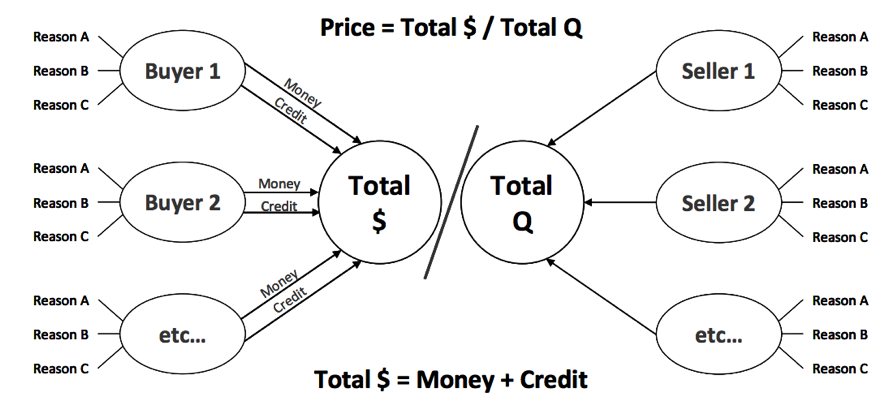 Price = Total $ / Total Q
Reason A
Reason B
Reason C
Buyer 1
Money
Credit
Reason A
Reason B
Reason C
Buyer 2
Money
Credit
Reason A
Reason B
Reason C
etc...
Money
Credit
Total
$
/
Total
Q
Seller 1
Reason A
Reason B
Reason C
Seller 2
Reason A
Reason B
Reason C
etc...
Reason A
Reason B
Reason C
Total $ = Money + Credit